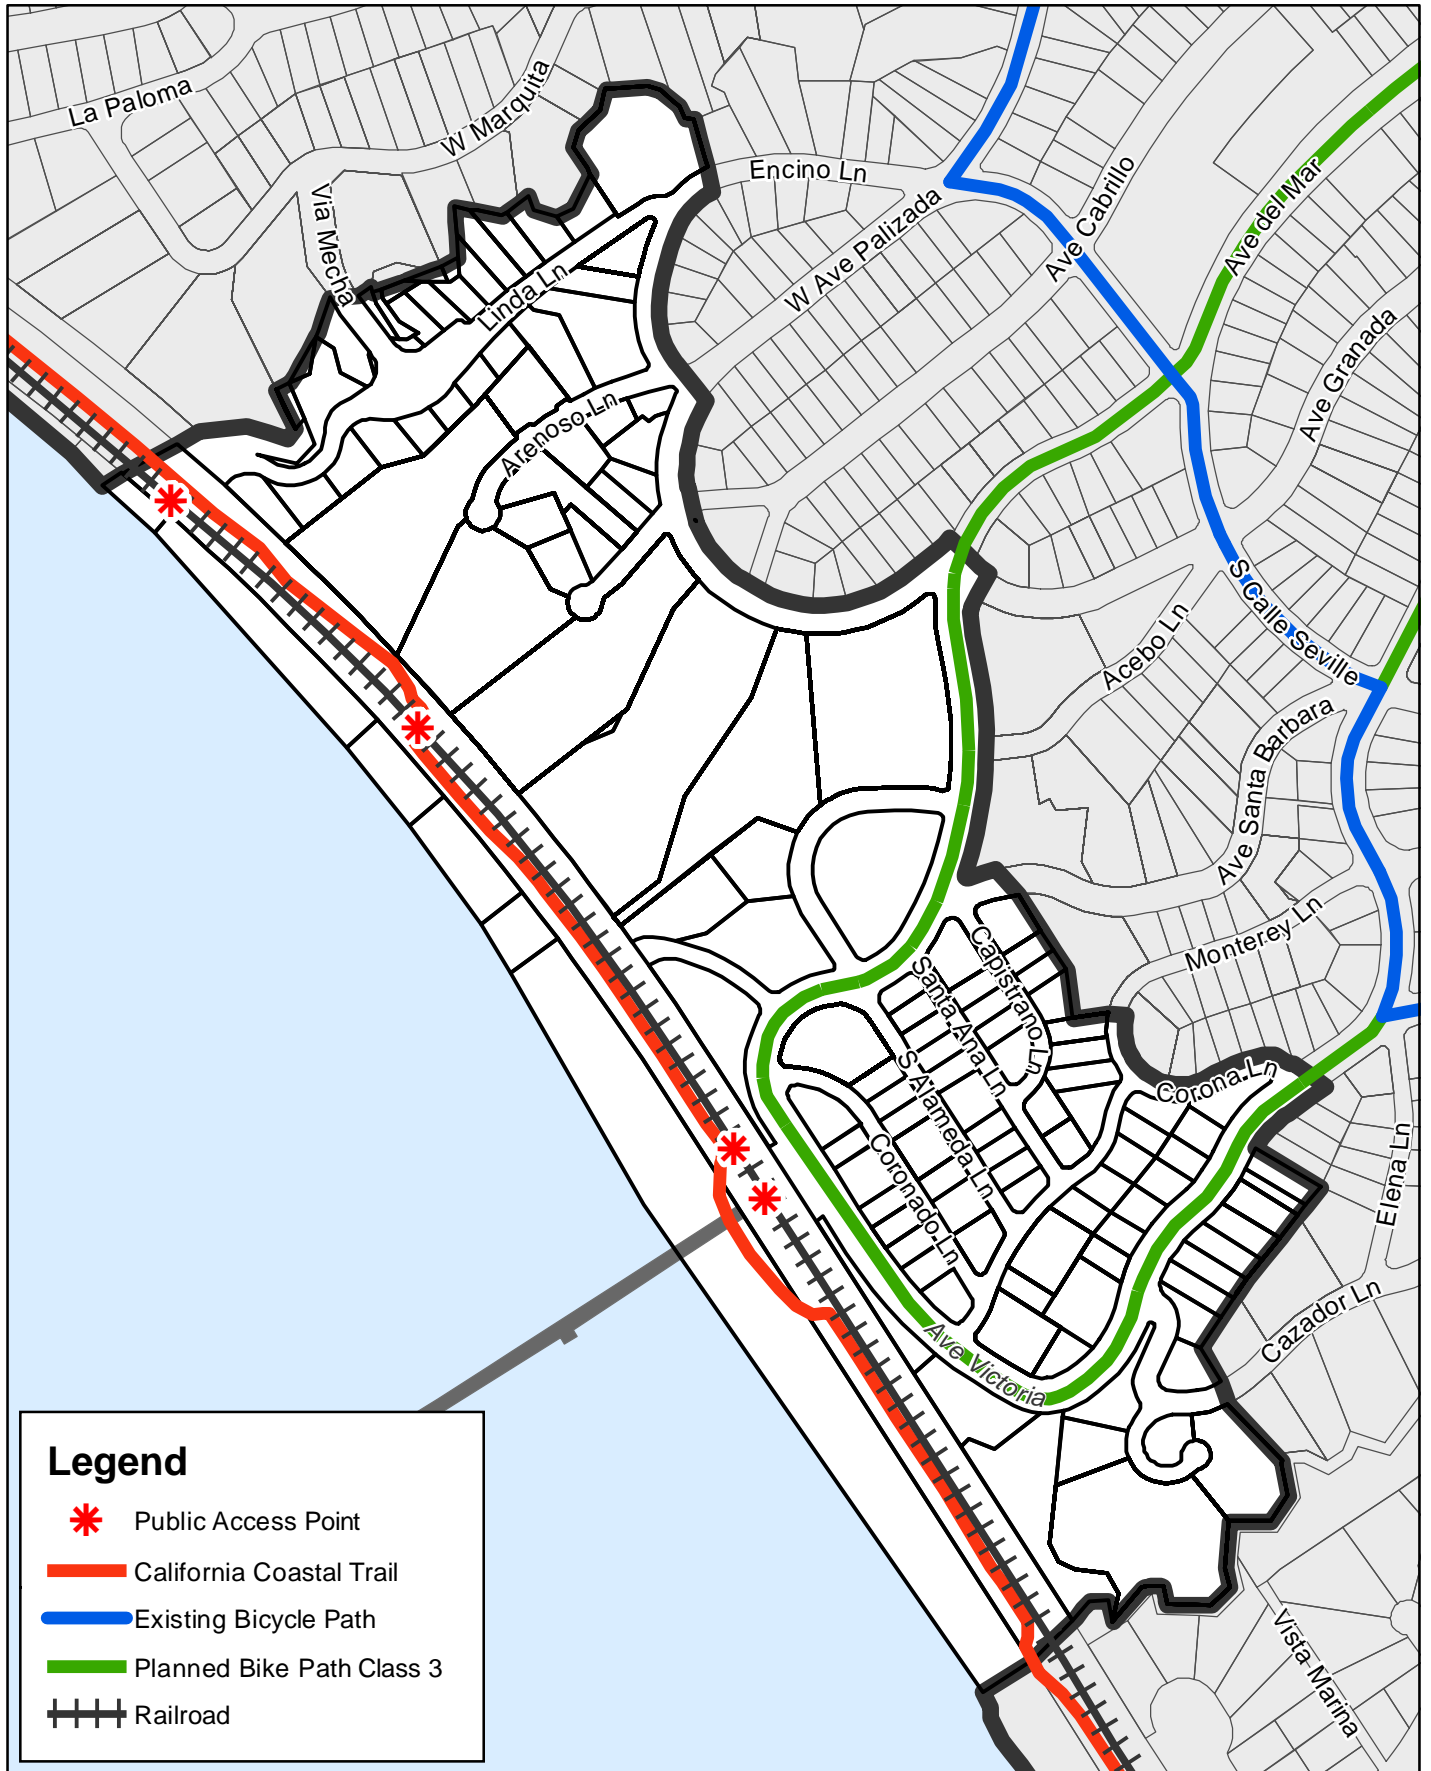 La Paloma
W Marquita
Via Mecha
Encino Ln
W Ave Palizada
Ave Cabrillo
Ave del Mar
Linda Ln
Ave Granada
Arenoso Ln
S Calle Seville
Acebo Ln
Ave Santa Barbara
Monterey Ln
Capistrano Ln
Santa Ana Ln
S Alameda Ln
Corona Ln
Coronado Ln
Elena Ln
Cazador Ln
Ave Victoria
Vista Marina
Legend
Public Access Point
California Coastal Trail
Existing Bicycle Path
Planned Bike Path Class 3
Railroad